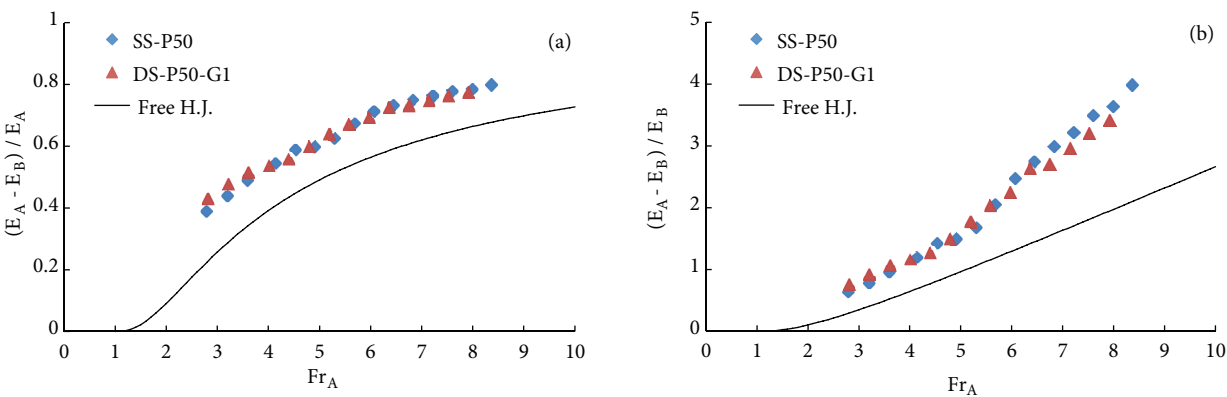 (a)
SS-P50
DS-P50-G1
Free H.J.
(E_A - E_B) / E_A
1
0.8
0.6
0.4
0.2
0
0 1 2 3 4 5 6 7 8 9 10
Fr_A
(b)
SS-P50
DS-P50-G1
Free H.J.
(E_A - E_B) / E_B
5
4
3
2
1
0
0 1 2 3 4 5 6 7 8 9 10
Fr_A